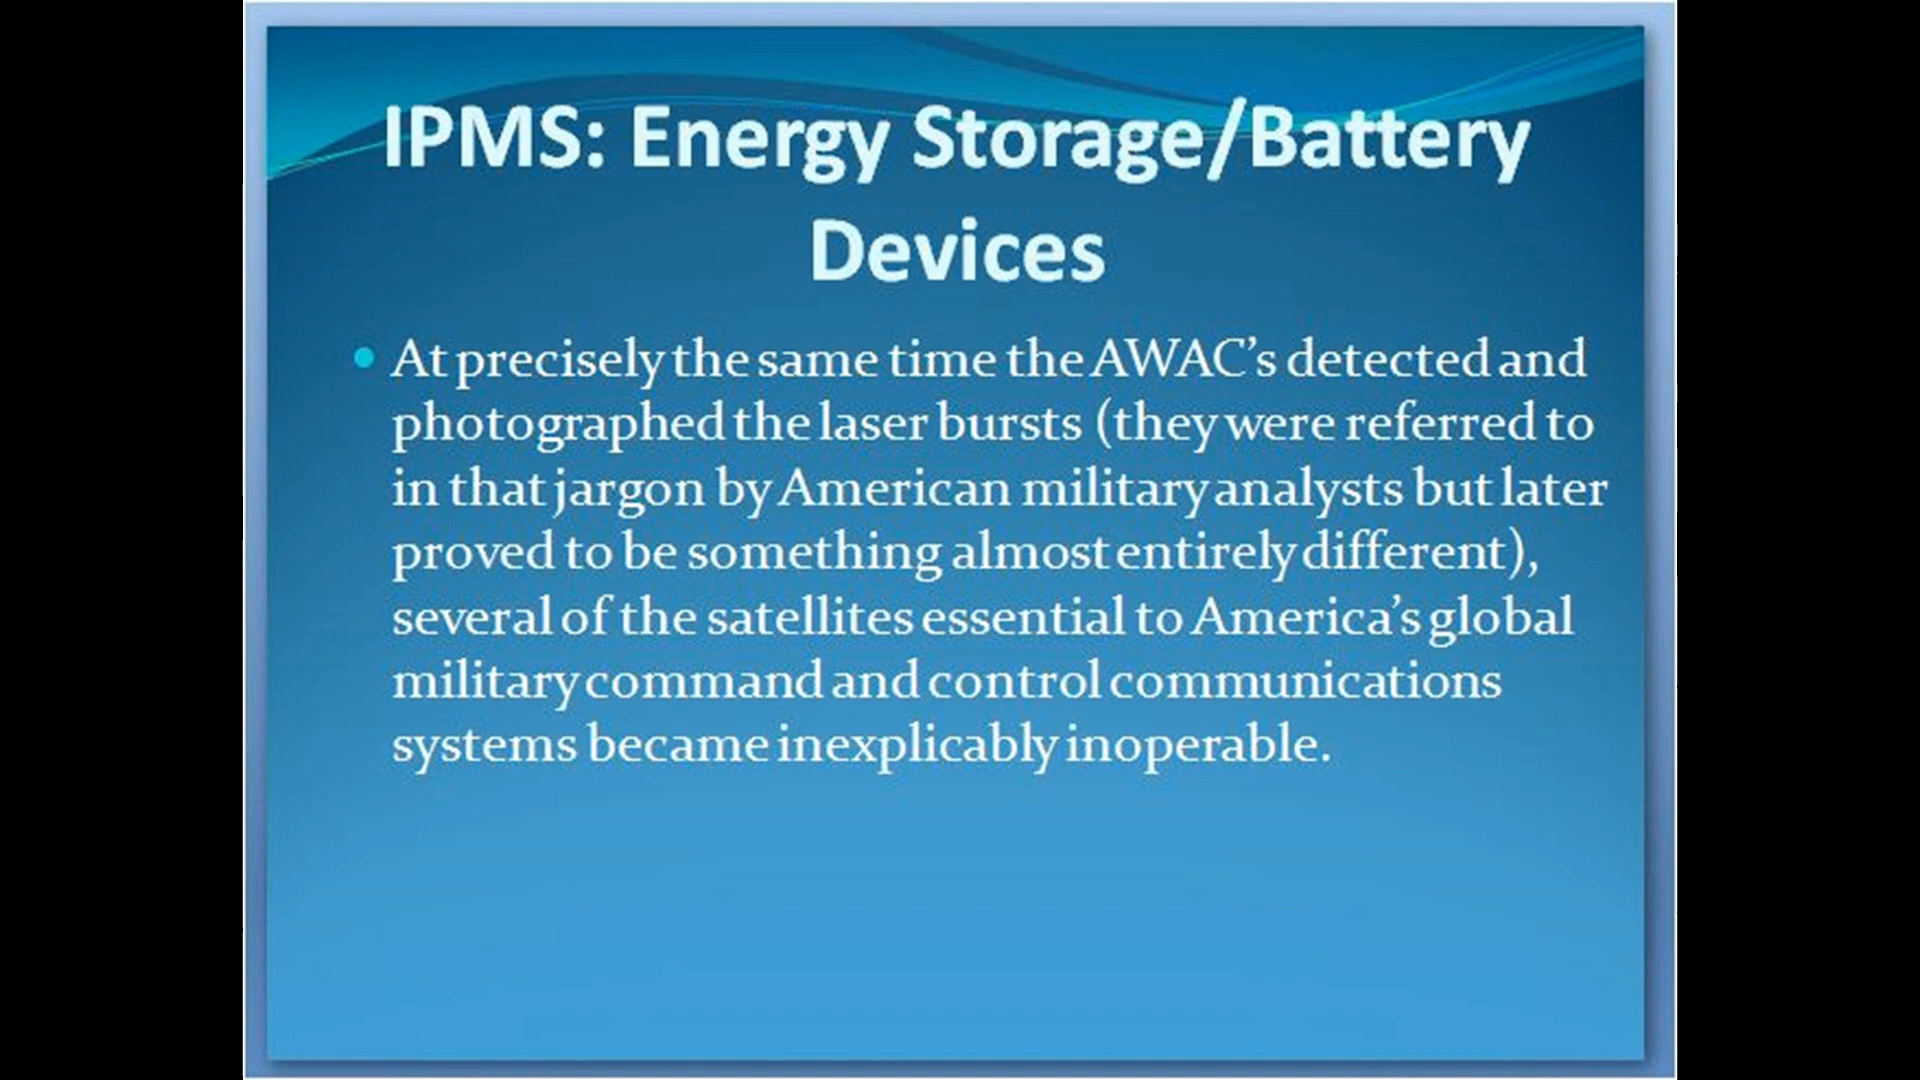 IPMS: Energy Storage/Battery
Devices
• At precisely the same time the AWAC’s detected and
photographed the laser bursts (they were referred to
in that jargon by American military analysts but later
proved to be something almost entirely different),
several of the satellites essential to America’s global
military command and control communications
systems became inexplicably inoperable.